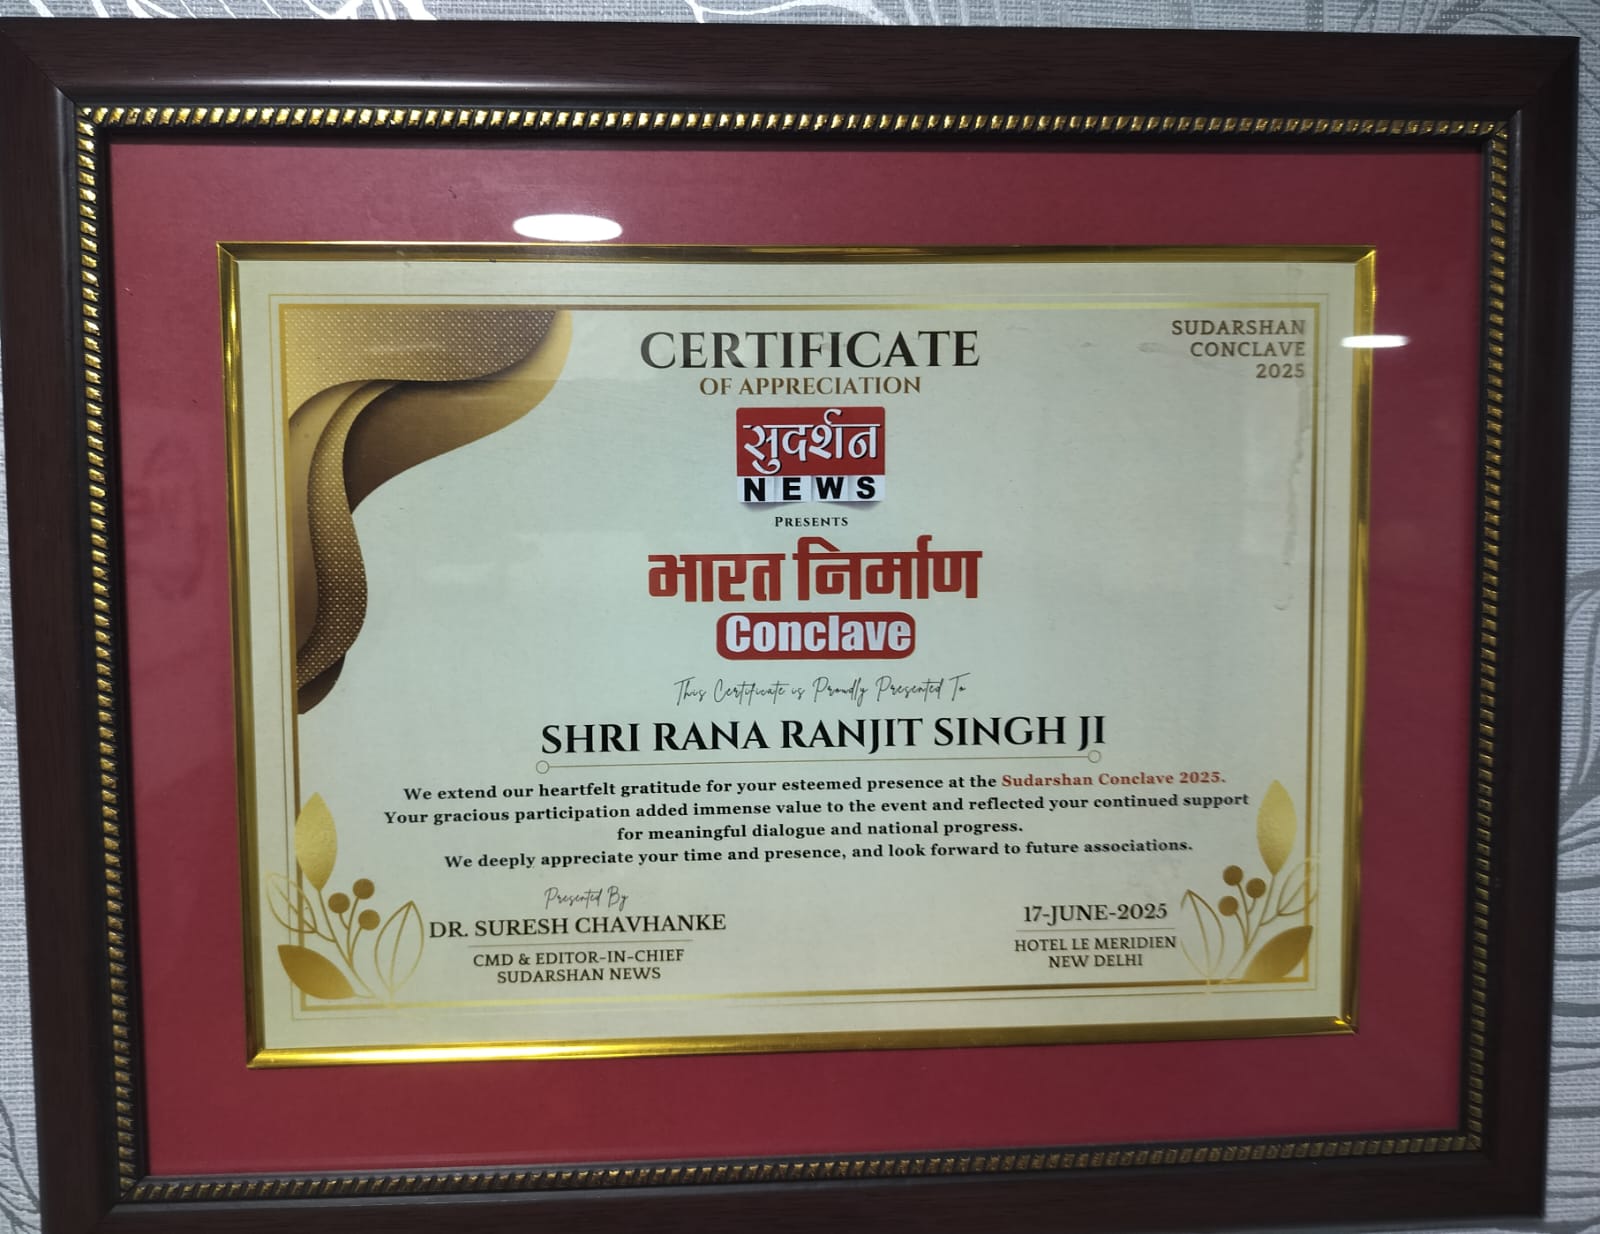 CERTIFICATE
OF APPRECIATION
SUDARSHAN
CONCLAVE
2025
सुदर्शन
NEWS
PRESENTS
भारत निर्माण
Conclave
This Certificate is Proudly Presented To
SHRI RANA RANJIT SINGH JI
We extend our heartfelt gratitude for your esteemed presence at the Sudarshan Conclave 2025.
Your gracious participation added immense value to the event and reflected your continued support
for meaningful dialogue and national progress.
We deeply appreciate your time and presence, and look forward to future associations.
Presented By
DR. SURESH CHAVHANKE
CMD & EDITOR-IN-CHIEF
SUDARSHAN NEWS
17-JUNE-2025
HOTEL LE MERIDIEN
NEW DELHI